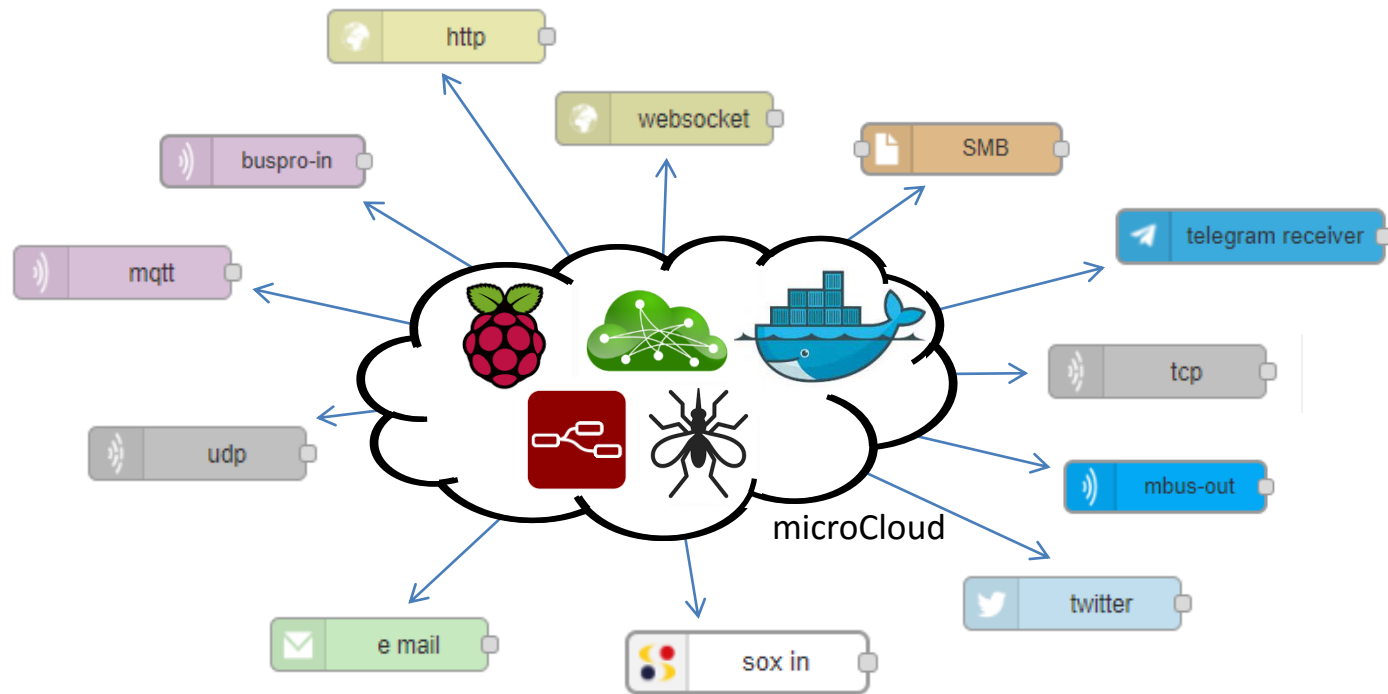 http
websocket
SMB
buspro-in
telegram receiver
mqtt
tcp
udp
mbus-out
microCloud
twitter
e mail
sox in